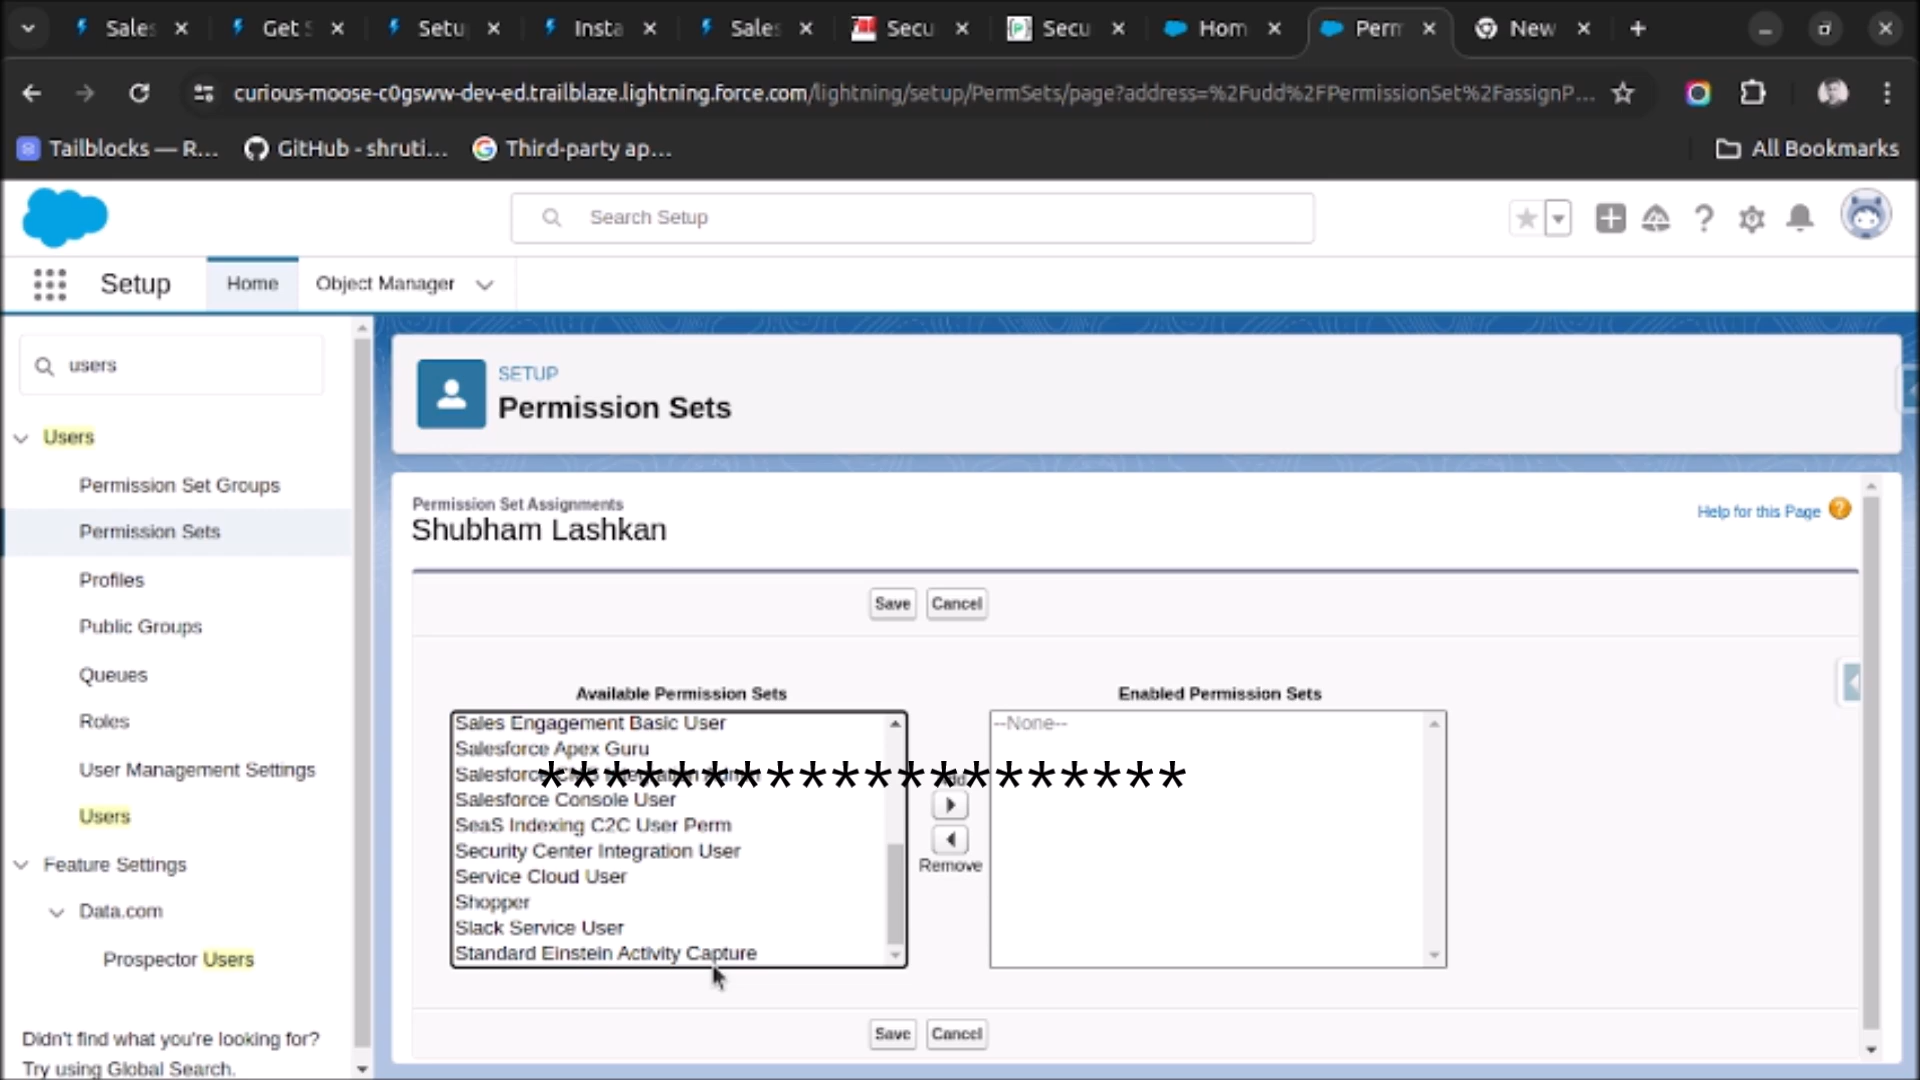 Sales
Get S
Setu
Insta
Sales
Secu
Secu
Hom
Perm
New
curious-moose-c0gsww-dev-ed.trailblaze.lightning.force.com/lightning/setup/PermSets/page?address=%2Fudd%2FPermissionSet%2FassignP...
Tailblocks — R...
GitHub - shruti...
Third-party ap...
All Bookmarks
Search Setup
Setup
Home
Object Manager
users
Users
Permission Set Groups
Permission Sets
Profiles
Public Groups
Queues
Roles
User Management Settings
Users
Feature Settings
Data.com
Prospector Users
Didn't find what you're looking for?
Try using Global Search.
SETUP
Permission Sets
Permission Set Assignments
Shubham Lashkan
Help for this Page
Save Cancel
Available Permission Sets
Sales Engagement Basic User
Salesforce Apex Guru
Salesforce CMS Integration Admin
Salesforce Console User
SeaS Indexing C2C User Perm
Security Center Integration User
Service Cloud User
Shopper
Slack Service User
Standard Einstein Activity Capture
********************
Add
Remove
Enabled Permission Sets
--None--
Save Cancel